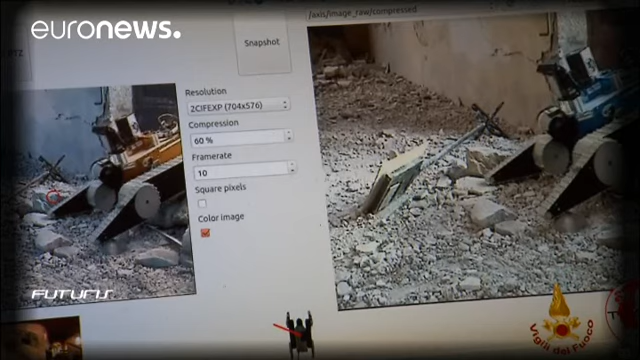 euronews.
/axis/image_raw/compressed
PTZ
Snapshot
Resolution
2CIFEXP (704x576)
Compression
60 %
Framerate
10
Square pixels
Color image
FUTURIS
Vigili del Fuoco